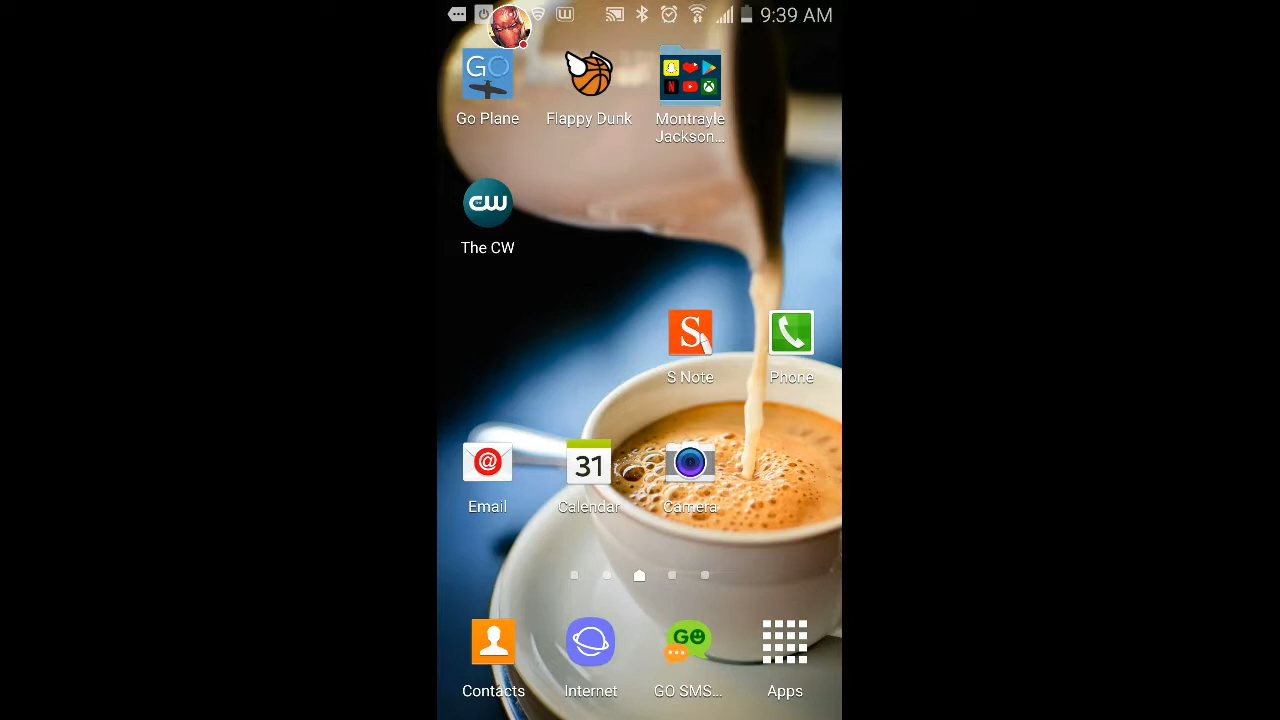 9:39 AM
GO
Go Plane
Flappy Dunk
Montrayle
Jackson...
CW
The CW
S
S Note
Phone
@
31
Email
Calendar
Camera
GO
Contacts
Internet
GO SMS...
Apps